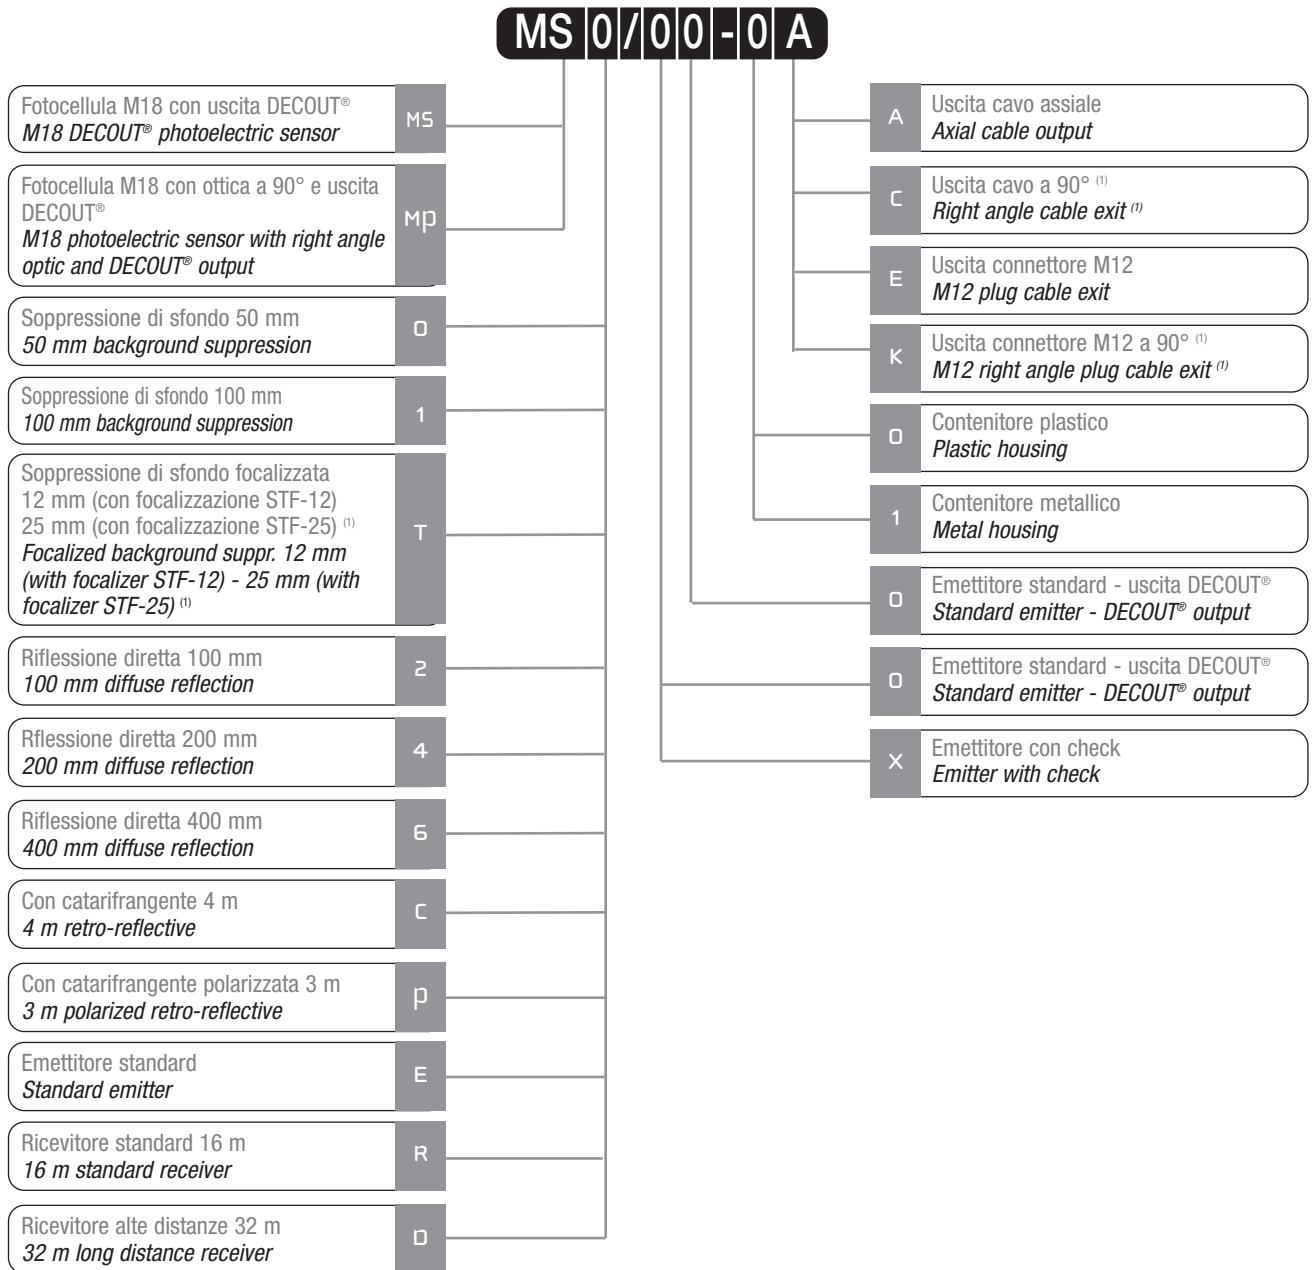 MS0/00-0A
Fotocellula M18 con uscita DECOUT®
M18 DECOUT® photoelectric sensor
MS
Fotocellula M18 con ottica a 90° e uscita
DECOUT®
M18 photoelectric sensor with right angle
optic and DECOUT® output
Mp
Soppressione di sfondo 50 mm
50 mm background suppression
0
Soppressione di sfondo 100 mm
100 mm background suppression
1
Soppressione di sfondo focalizzata
12 mm (con focalizzazione STF-12)
25 mm (con focalizzazione STF-25) (1)
Focalized background suppr. 12 mm
(with focalizer STF-12) - 25 mm (with
focalizer STF-25) (1)
T
Riflessione diretta 100 mm
100 mm diffuse reflection
2
Rflessione diretta 200 mm
200 mm diffuse reflection
4
Riflessione diretta 400 mm
400 mm diffuse reflection
6
Con catarifrangente 4 m
4 m retro-reflective
C
Con catarifrangente polarizzata 3 m
3 m polarized retro-reflective
p
Emettitore standard
Standard emitter
E
Ricevitore standard 16 m
16 m standard receiver
R
Ricevitore alte distanze 32 m
32 m long distance receiver
D
A
Uscita cavo assiale
Axial cable output
C
Uscita cavo a 90° (1)
Right angle cable exit (1)
E
Uscita connettore M12
M12 plug cable exit
K
Uscita connettore M12 a 90° (1)
M12 right angle plug cable exit (1)
0
Contenitore plastico
Plastic housing
1
Contenitore metallico
Metal housing
0
Emettitore standard - uscita DECOUT®
Standard emitter - DECOUT® output
0
Emettitore standard - uscita DECOUT®
Standard emitter - DECOUT® output
X
Emettitore con check
Emitter with check